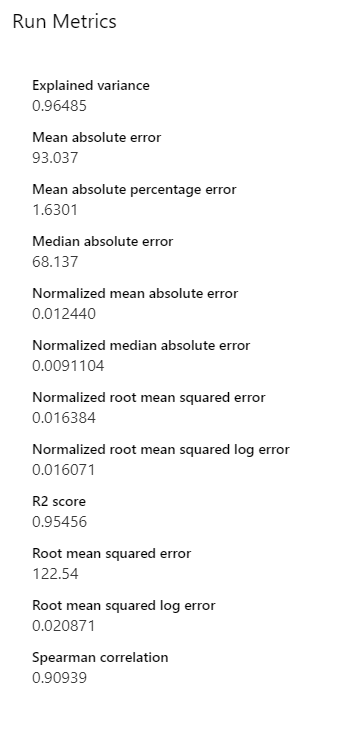 Run Metrics
Explained variance
0.96485
Mean absolute error
93.037
Mean absolute percentage error
1.6301
Median absolute error
68.137
Normalized mean absolute error
0.012440
Normalized median absolute error
0.0091104
Normalized root mean squared error
0.016384
Normalized root mean squared log error
0.016071
R2 score
0.95456
Root mean squared error
122.54
Root mean squared log error
0.020871
Spearman correlation
0.90939